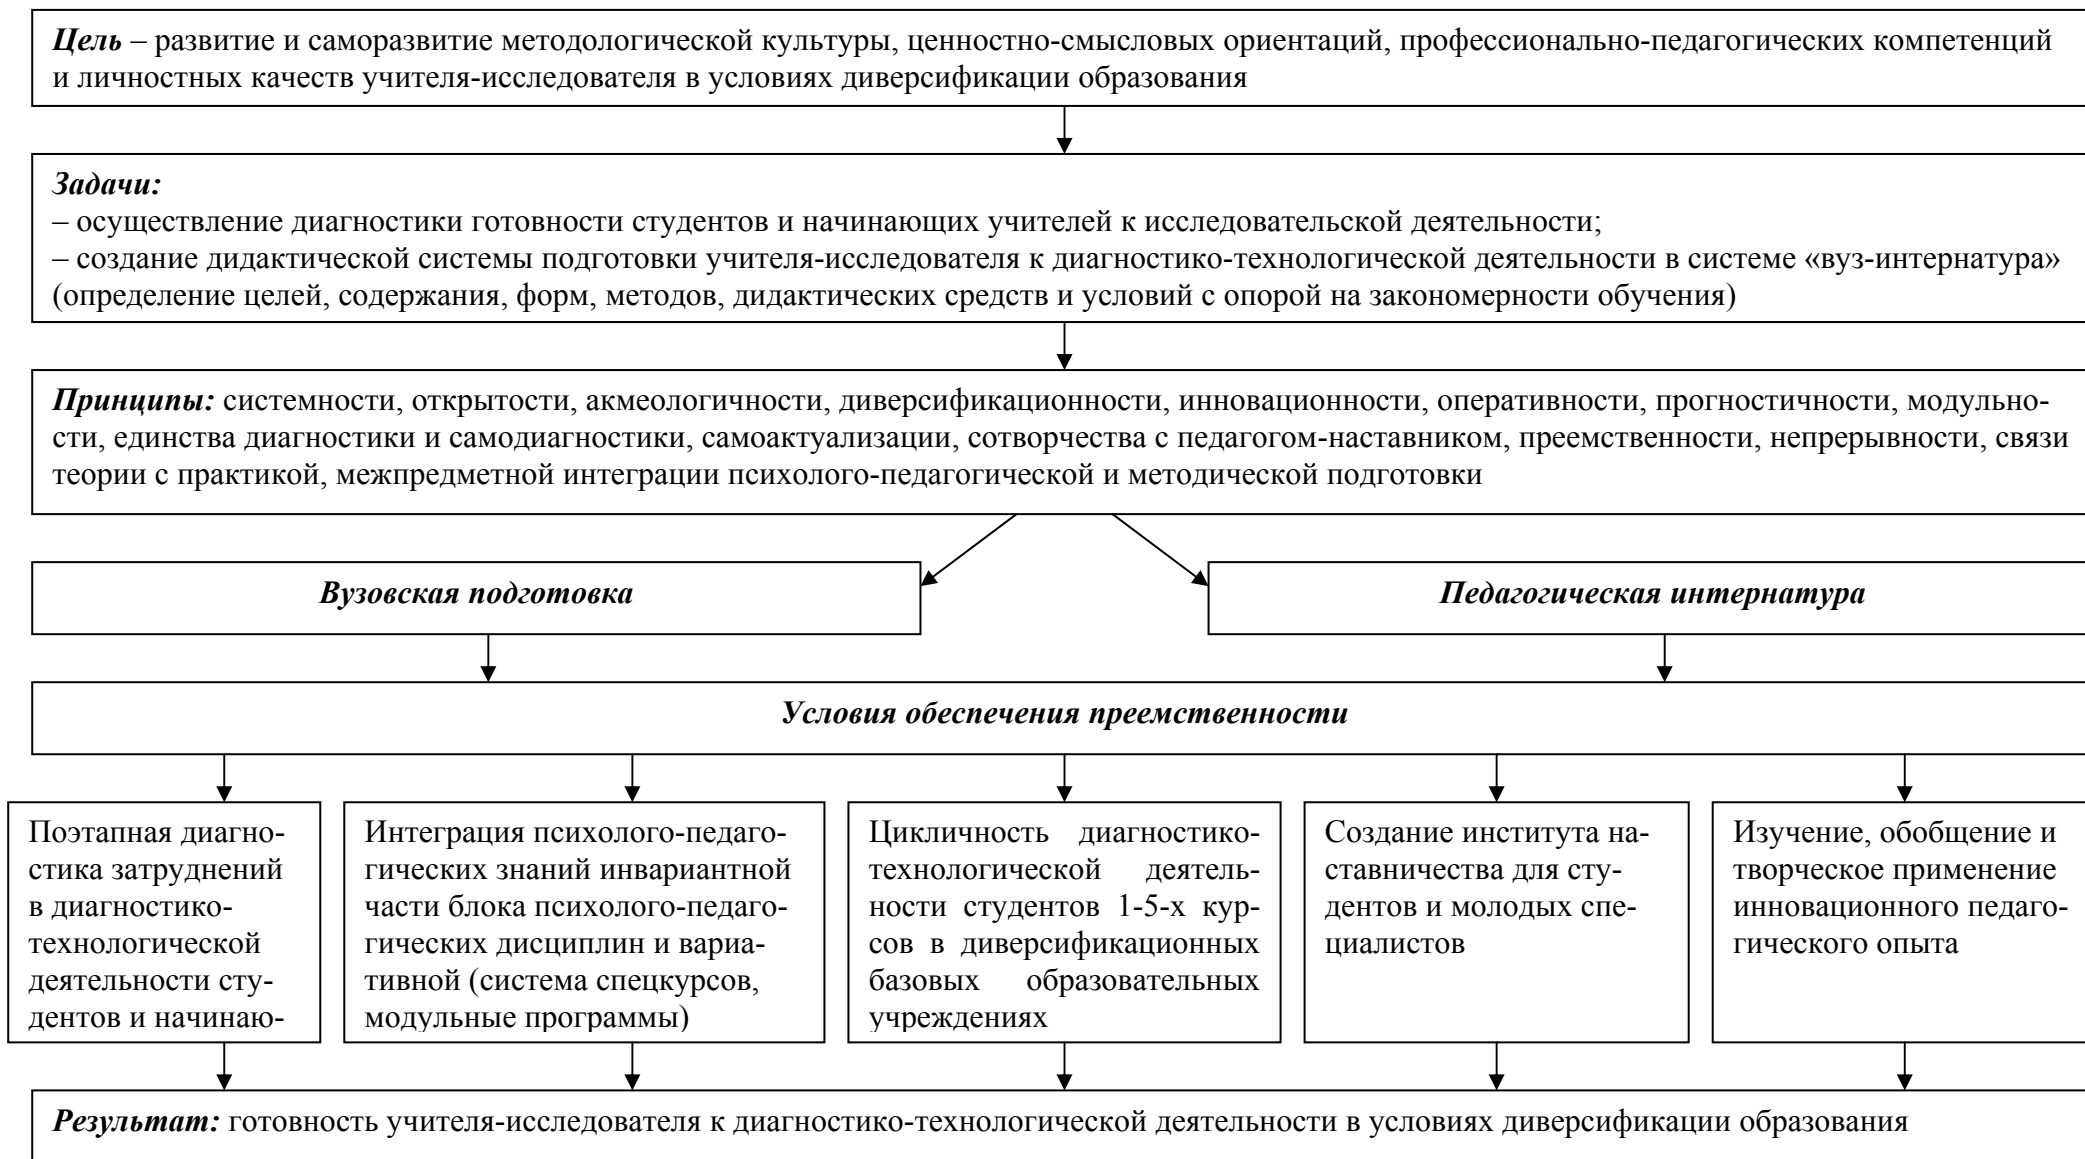 Цель – развитие и саморазвитие методологической культуры, ценностно-смысловых ориентаций, профессионально-педагогических компетенций
и личностных качеств учителя-исследователя в условиях диверсификации образования
Задачи:
– осуществление диагностики готовности студентов и начинающих учителей к исследовательской деятельности;
– создание дидактической системы подготовки учителя-исследователя к диагностико-технологической деятельности в системе «вуз-интернатура»
(определение целей, содержания, форм, методов, дидактических средств и условий с опорой на закономерности обучения)
Принципы: системности, открытости, акмеологичности, диверсификационности, инновационности, оперативности, прогностичности, модульно-
сти, единства диагностики и самодиагностики, самоактуализации, сотворчества с педагогом-наставником, преемственности, непрерывности, связи
теории с практикой, межпредметной интеграции психолого-педагогической и методической подготовки
Вузовская подготовка
Педагогическая интернатура
Условия обеспечения преемственности
Поэтапная диагно-
стика затруднений
в диагностико-
технологической
деятельности сту-
дентов и начинаю-
Интеграция психолого-педаго-
гических знаний инвариантной
части блока психолого-педаго-
гических дисциплин и вариа-
тивной (система спецкурсов,
модульные программы)
Цикличность диагностико-
технологической деятель-
ности студентов 1-5-х кур-
сов в диверсификационных
базовых образовательных
учреждениях
Создание института на-
ставничества для сту-
дентов и молодых спе-
циалистов
Изучение, обобщение и
творческое применение
инновационного педаго-
гического опыта
Результат: готовность учителя-исследователя к диагностико-технологической деятельности в условиях диверсификации образования